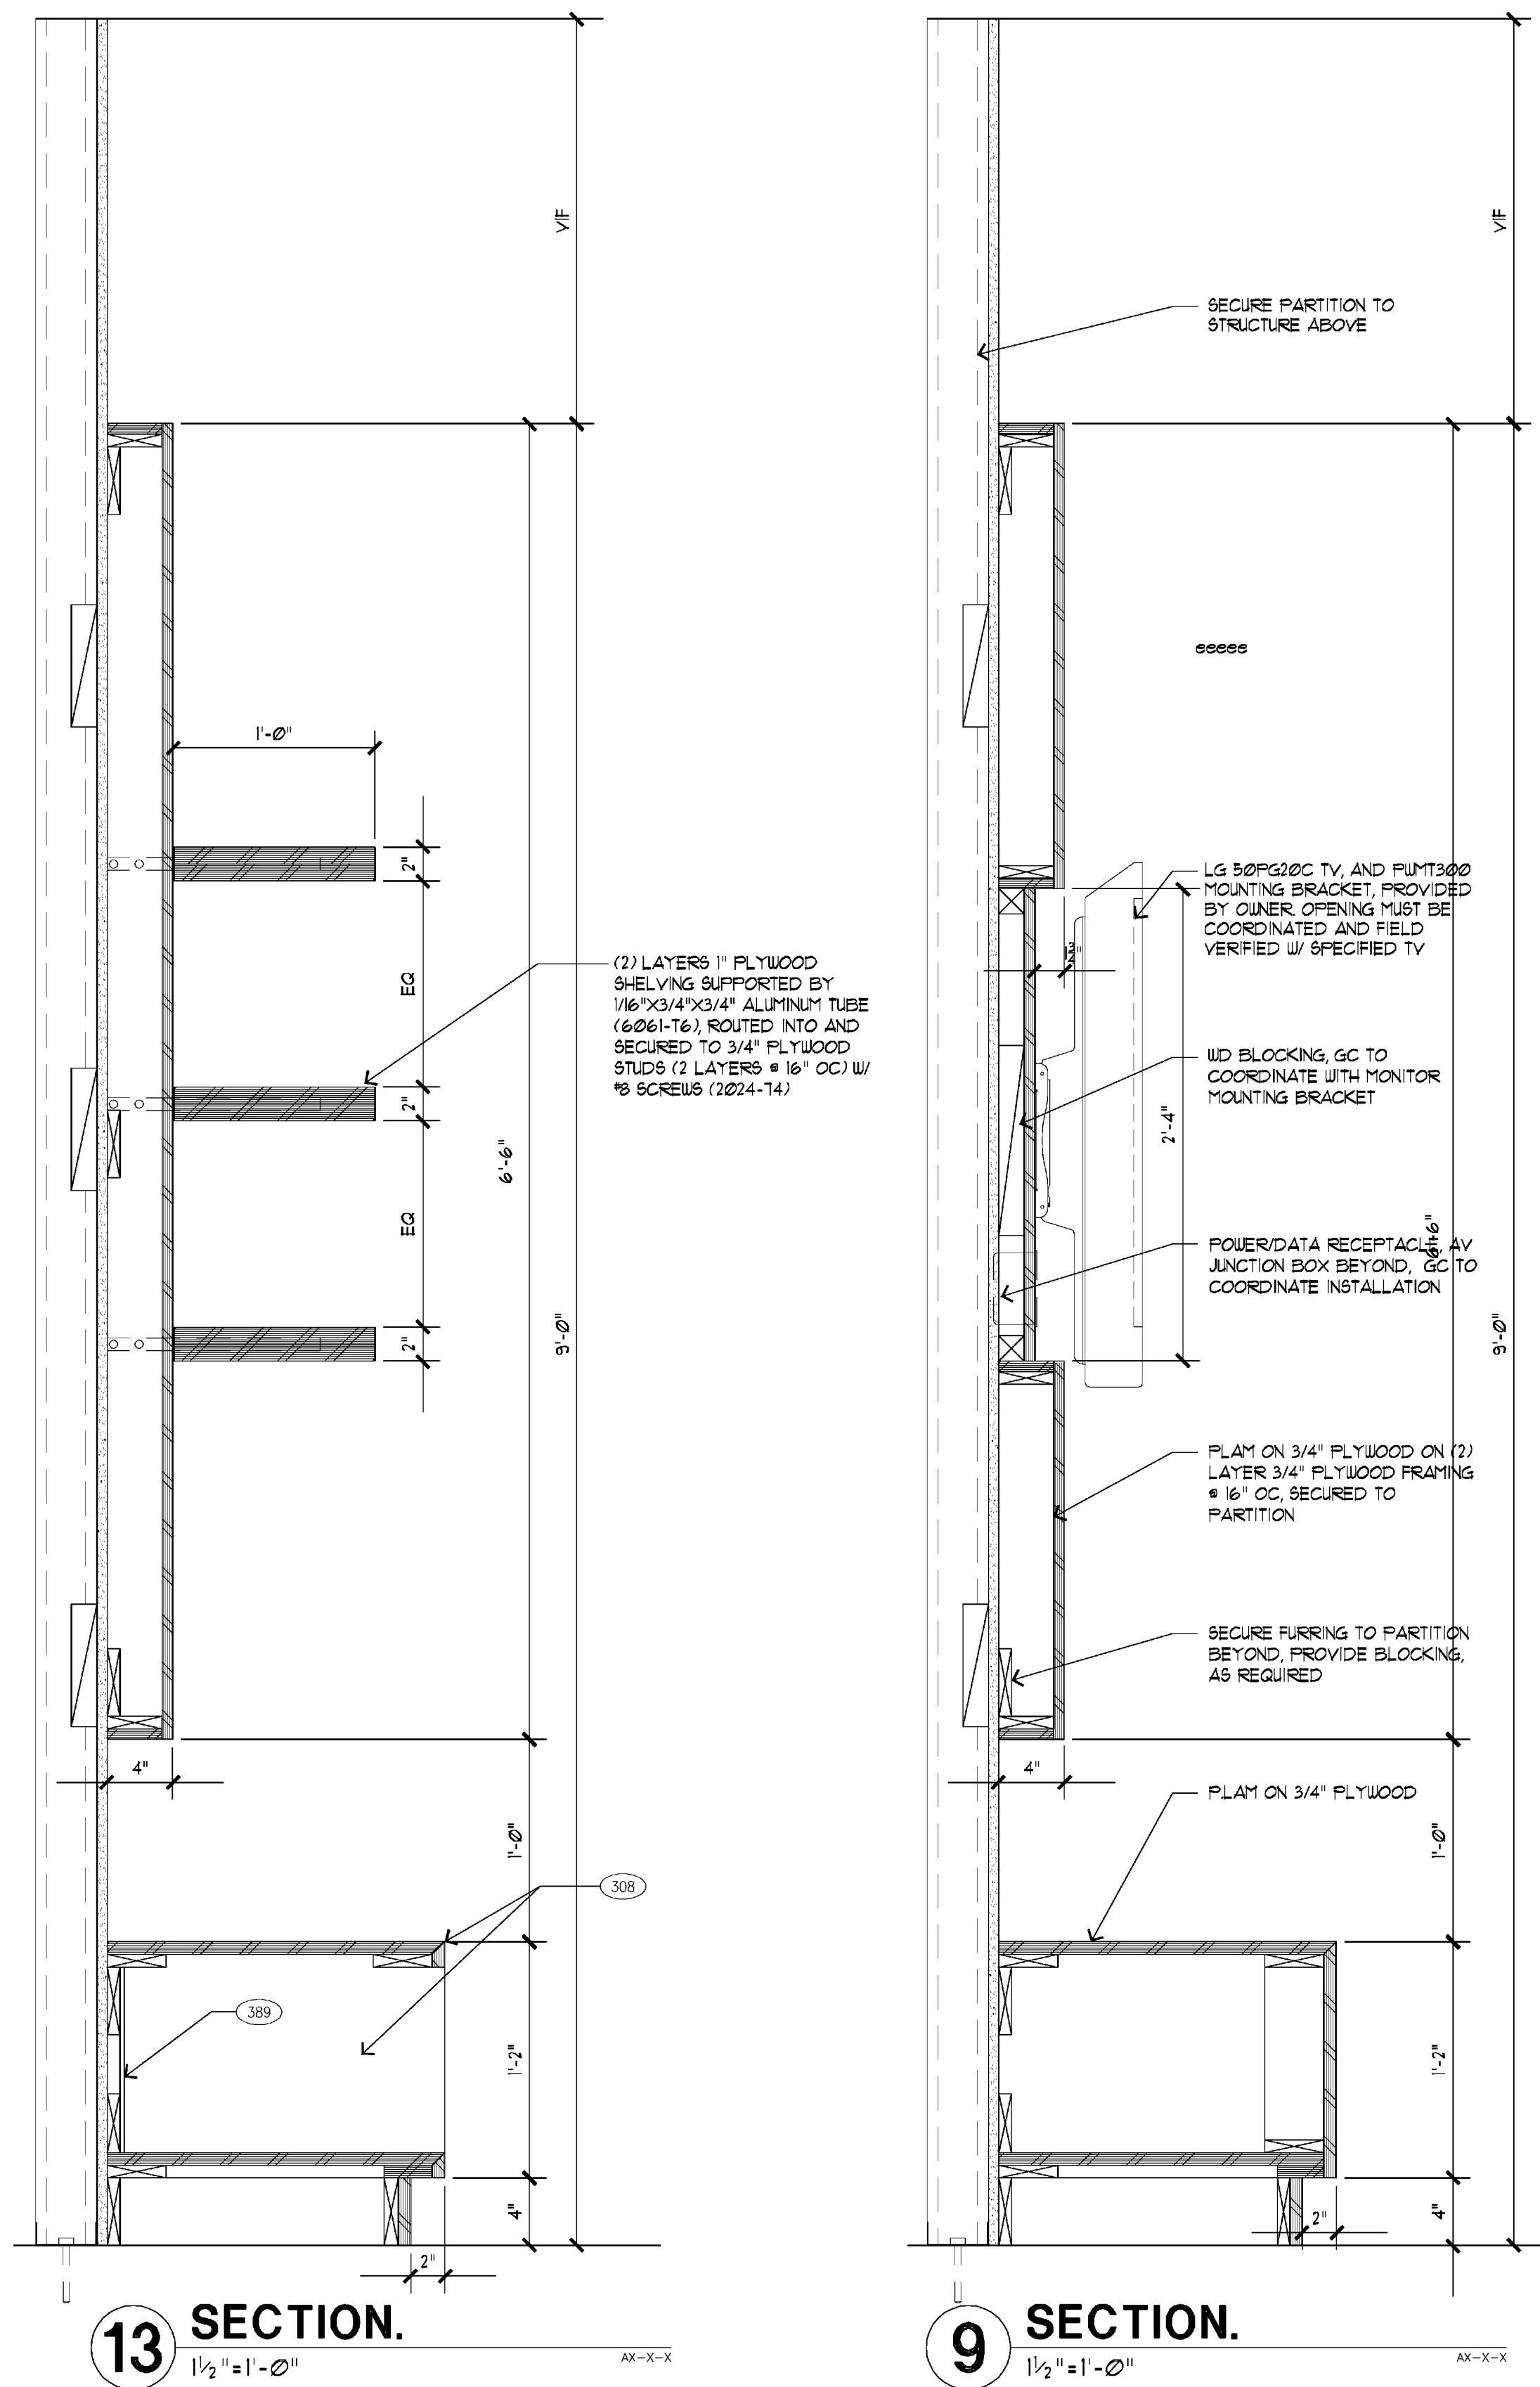 VIF
1'-0"
2"
EQ
2"
EQ
2"
(2) LAYERS 1" PLYWOOD
SHELVING SUPPORTED BY
1/16"X3/4"X3/4" ALUMINUM TUBE
(6061-T6), ROUTED INTO AND
SECURED TO 3/4" PLYWOOD
STUDS (2 LAYERS @ 16" OC) W/
#8 SCREWS (2024-T4)
6'-6"
9'-0"
4"
1'-0"
308
389
1'-2"
4"
2"
13
SECTION.
1 1/2"=1'-0"
AX-X-X
VIF
SECURE PARTITION TO
STRUCTURE ABOVE
eeeee
LG 50PG20C TV, AND PWMT300
MOUNTING BRACKET, PROVIDED
BY OWNER. OPENING MUST BE
COORDINATED AND FIELD
VERIFIED W/ SPECIFIED TV
WD BLOCKING, GC TO
COORDINATE WITH MONITOR
MOUNTING BRACKET
2'-4"
POWER/DATA RECEPTACLE, AV
JUNCTION BOX BEYOND, GC TO
COORDINATE INSTALLATION
9'-0"
PLAM ON 3/4" PLYWOOD ON (2)
LAYER 3/4" PLYWOOD FRAMING
@ 16" OC, SECURED TO
PARTITION
SECURE FURRING TO PARTITION
BEYOND, PROVIDE BLOCKING,
AS REQUIRED
4"
PLAM ON 3/4" PLYWOOD
1'-0"
1'-2"
4"
2"
9
SECTION.
1 1/2"=1'-0"
AX-X-X